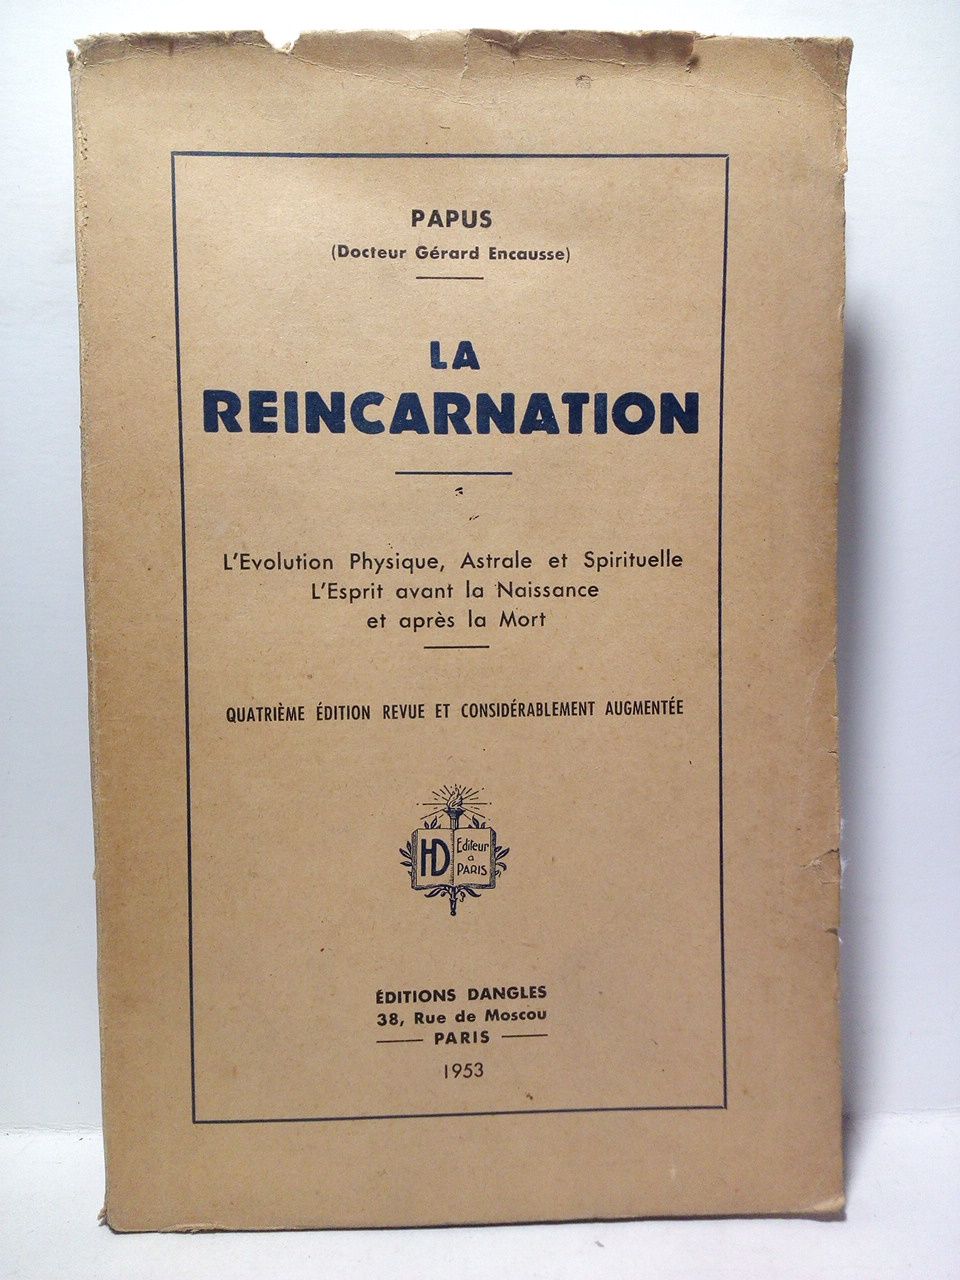 PAPUS
(Docteur Gérard Encausse)
LA
REINCARNATION
L'Evolution Physique, Astrale et Spirituelle
L'Esprit avant la Naissance
et après la Mort
QUATRIÈME ÉDITION REVUE ET CONSIDÉRABLEMENT AUGMENTÉE
HD
Editeur
à
PARIS
ÉDITIONS DANGLES
38, Rue de Moscou
PARIS
1953